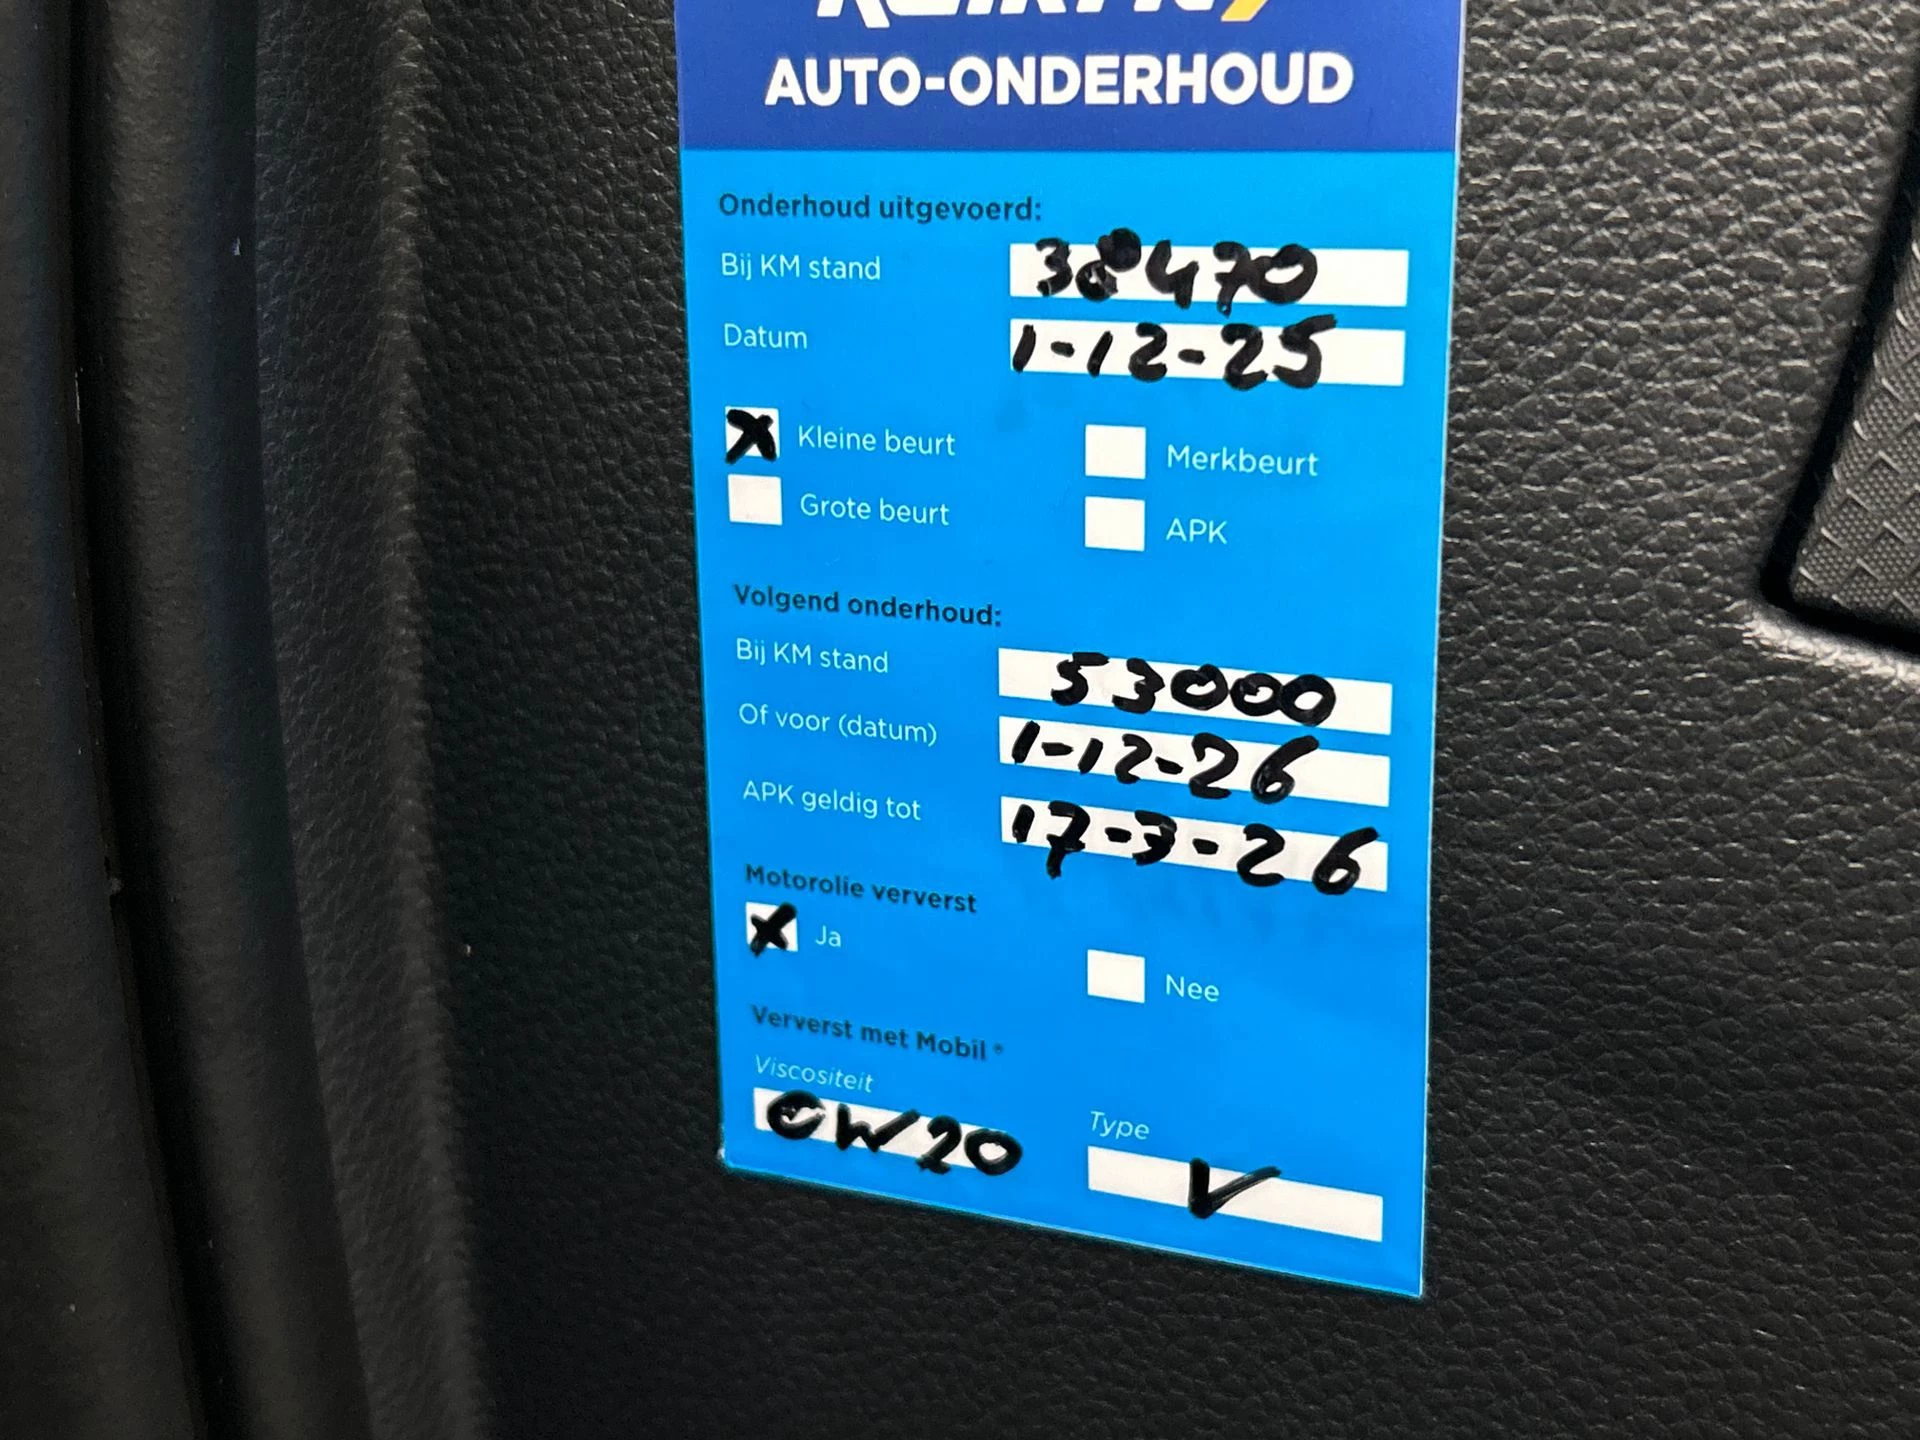 AUTO-ONDERHOUD
Onderhoud uitgevoerd:
Bij KM stand 38470
Datum 1-12-25
Kleine beurt Merkbeurt
Grote beurt APK
Volgend onderhoud:
Bij KM stand 53000
Of voor (datum) 1-12-26
APK geldig tot 17-3-26
Motorolie ververst
Ja Nee
Ververst met Mobil®
Viscositeit Type
0W20 V